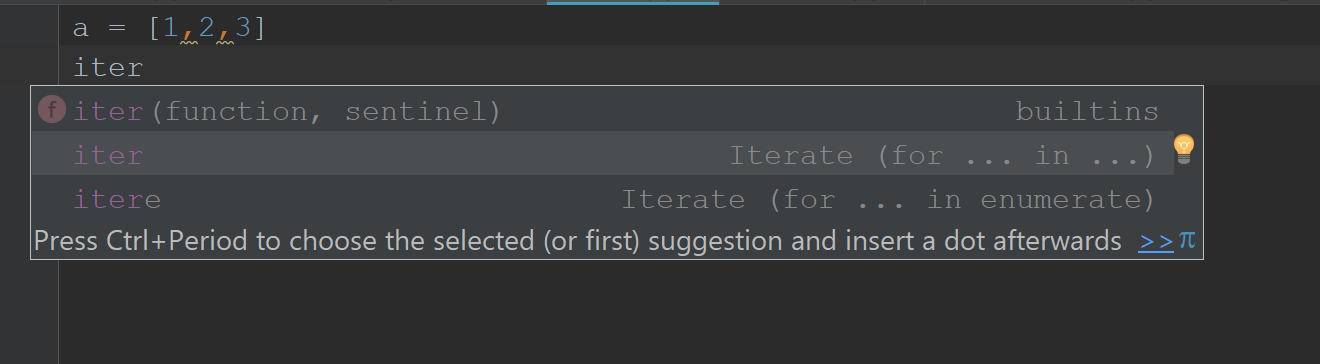 a = [1,2,3]
iter
f iter(function, sentinel) builtins
iter Iterate (for ... in ...)
itere Iterate (for ... in enumerate)
Press Ctrl+Period to choose the selected (or first) suggestion and insert a dot afterwards >> π